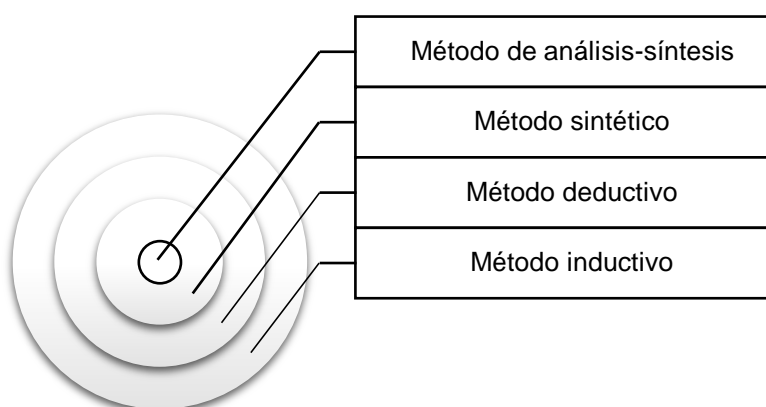 Método de análisis-síntesis
Método sintético
Método deductivo
Método inductivo